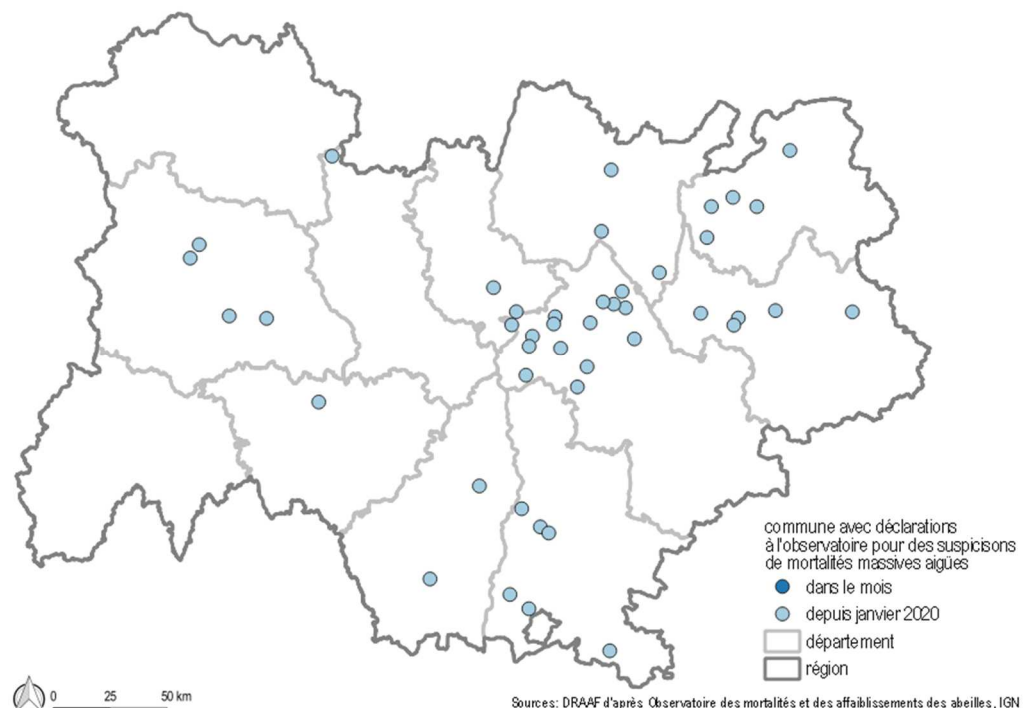 commune avec déclarations
à l'observatoire pour des suspicisons
de mortalités massives aigües
dans le mois
depuis janvier 2020
département
région
0 25 50 km
Sources: DRAAF d'après Observatoire des mortalités et des affaiblissements des abeilles, IGN